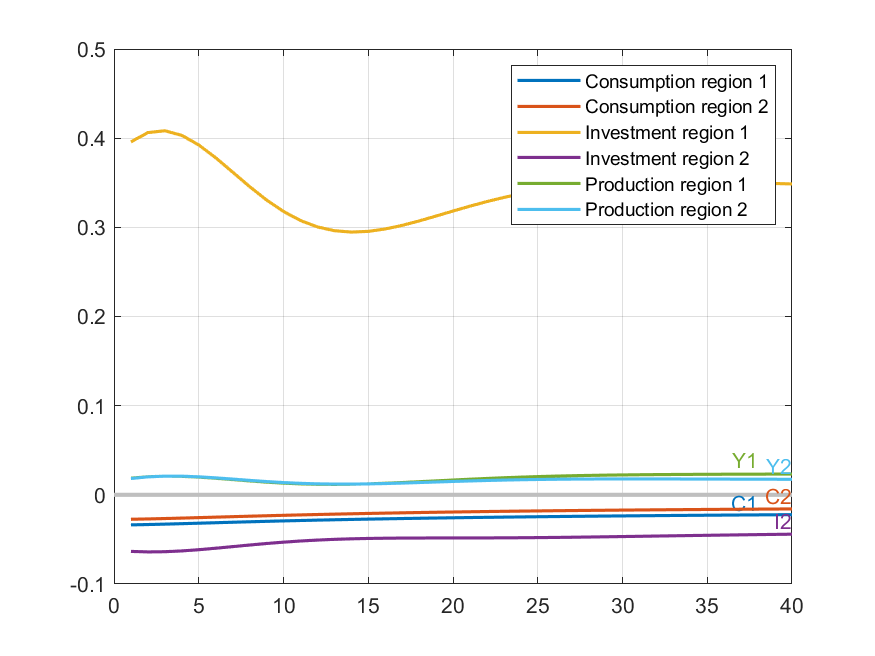 0.5
0.4
0.3
0.2
0.1
0
-0.1
Consumption region 1
Consumption region 2
Investment region 1
Investment region 2
Production region 1
Production region 2
Y1
Y2
C2
C1
I2
0
5
10
15
20
25
30
35
40